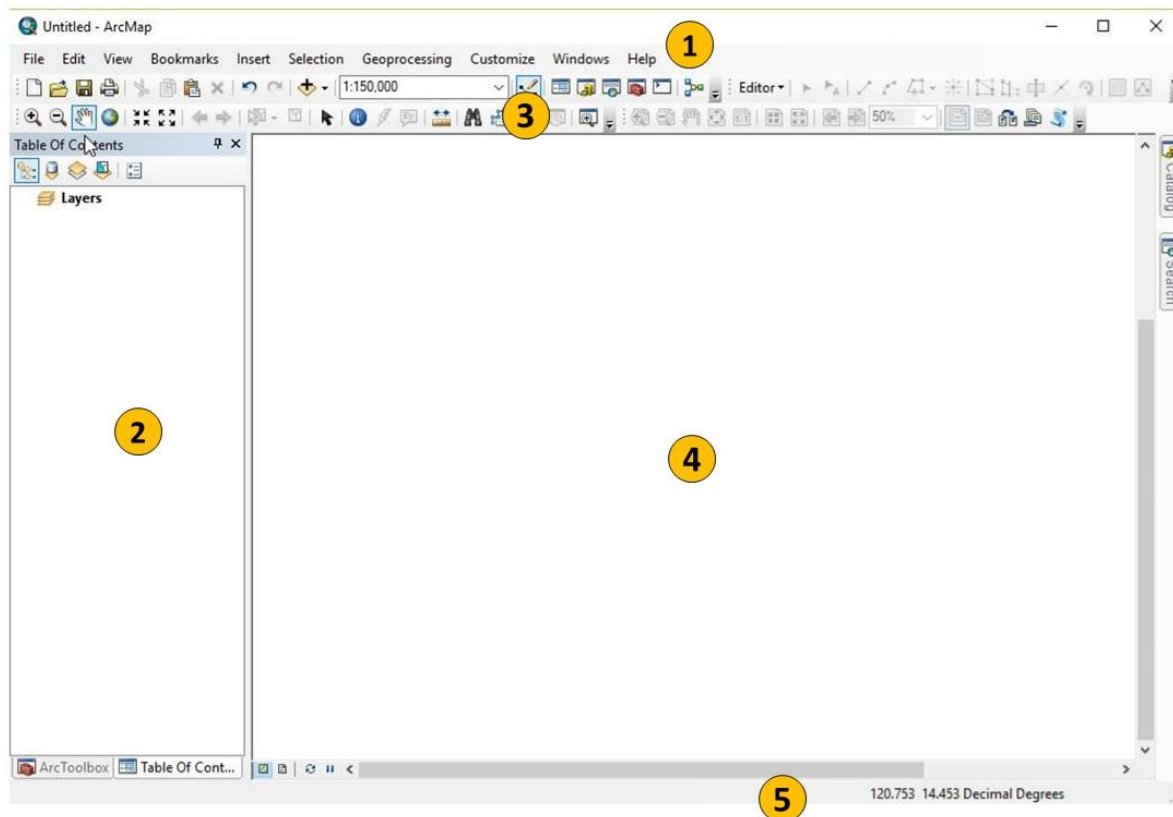 Untitled - ArcMap
File Edit View Bookmarks Insert Selection Geoprocessing Customize Windows Help
1
1:150,000 Editor
3
50%
Table Of Contents
Catalog
Layers
Search
2
4
ArcToolbox Table Of Cont...
5
120.753 14.453 Decimal Degrees